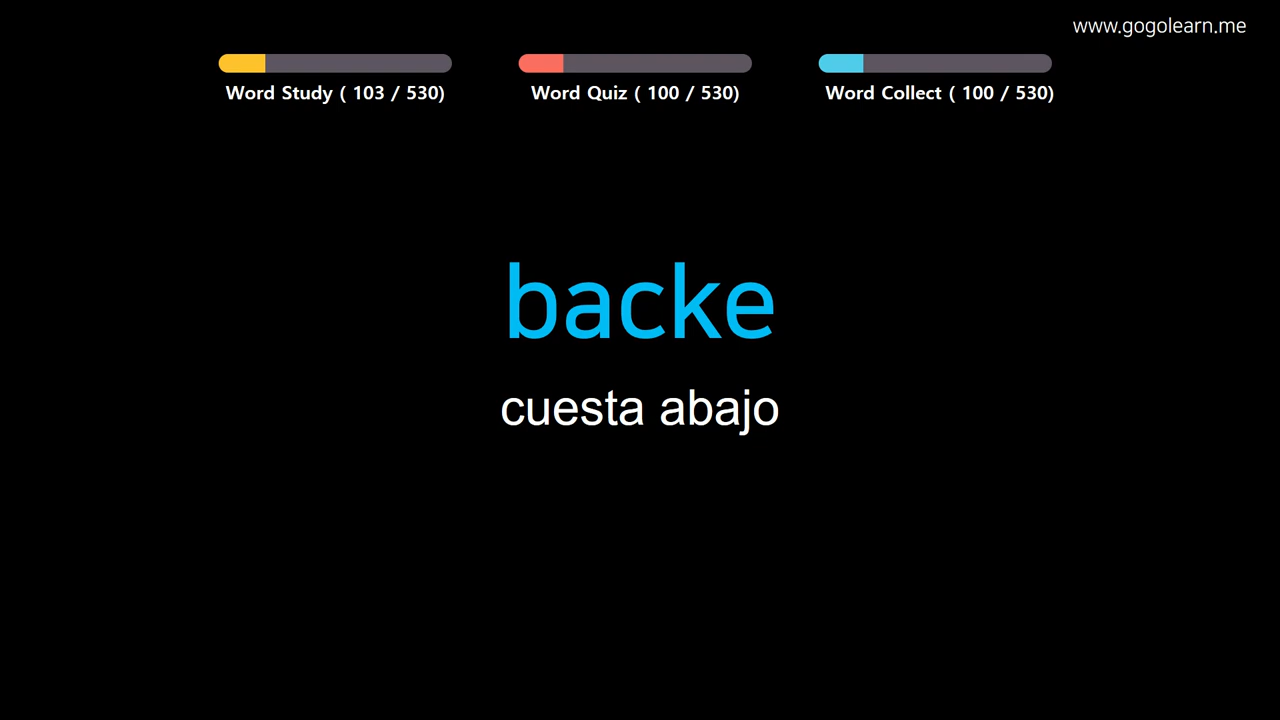 www.gogolearn.me
Word Study ( 103 / 530)
Word Quiz ( 100 / 530)
Word Collect ( 100 / 530)
backe
cuesta abajo